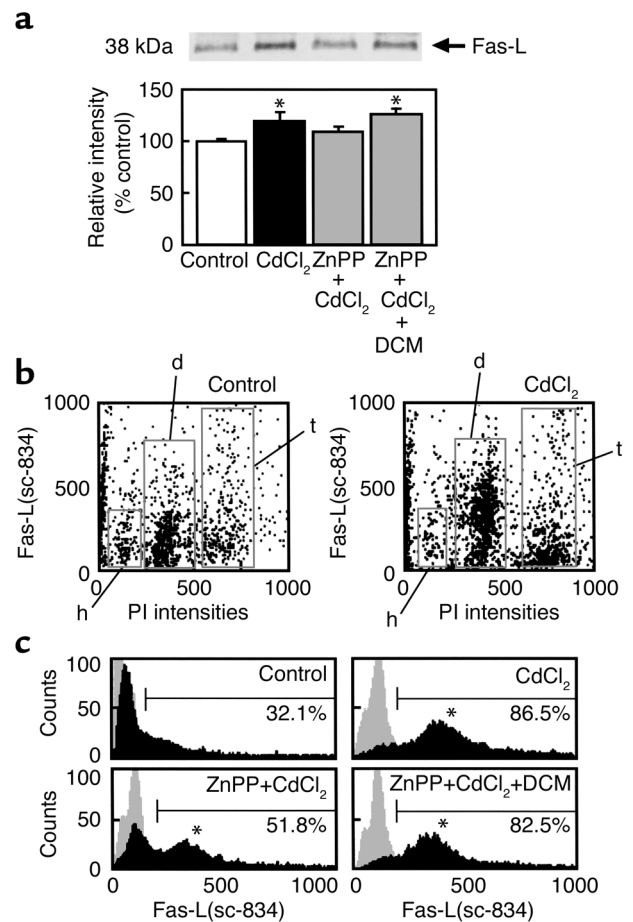 a
38 kDa Fas-L
Relative intensity
(% control)
150
100
50
0
* *
Control CdCl₂ ZnPP ZnPP
+ +
CdCl₂ CdCl₂
+
DCM
b
d
Control
t
h
Fas-L(sc-834)
1000
500
0
0 500 1000
PI intensities
d
CdCl₂
t
h
Fas-L(sc-834)
1000
500
0
0 500 1000
PI intensities
c
Counts
100
50
0
Control
32.1%
100
50
0
CdCl₂
86.5%
*
Counts
100
50
0
ZnPP+CdCl₂
51.8%
*
0 500 1000
Fas-L(sc-834)
100
50
0
ZnPP+CdCl₂+DCM
82.5%
*
0 500 1000
Fas-L(sc-834)